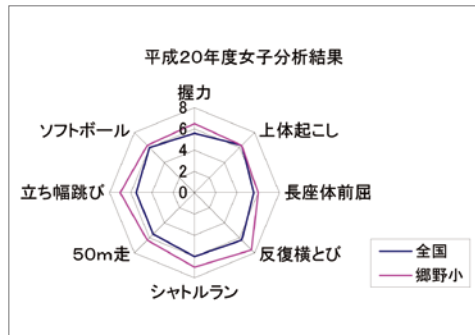 平成20年度女子分析結果
握力
上体起こし
長座体前屈
反復横とび
シャトルラン
50m走
立ち幅跳び
ソフトボール
8
6
4
2
0
全国
郷野小